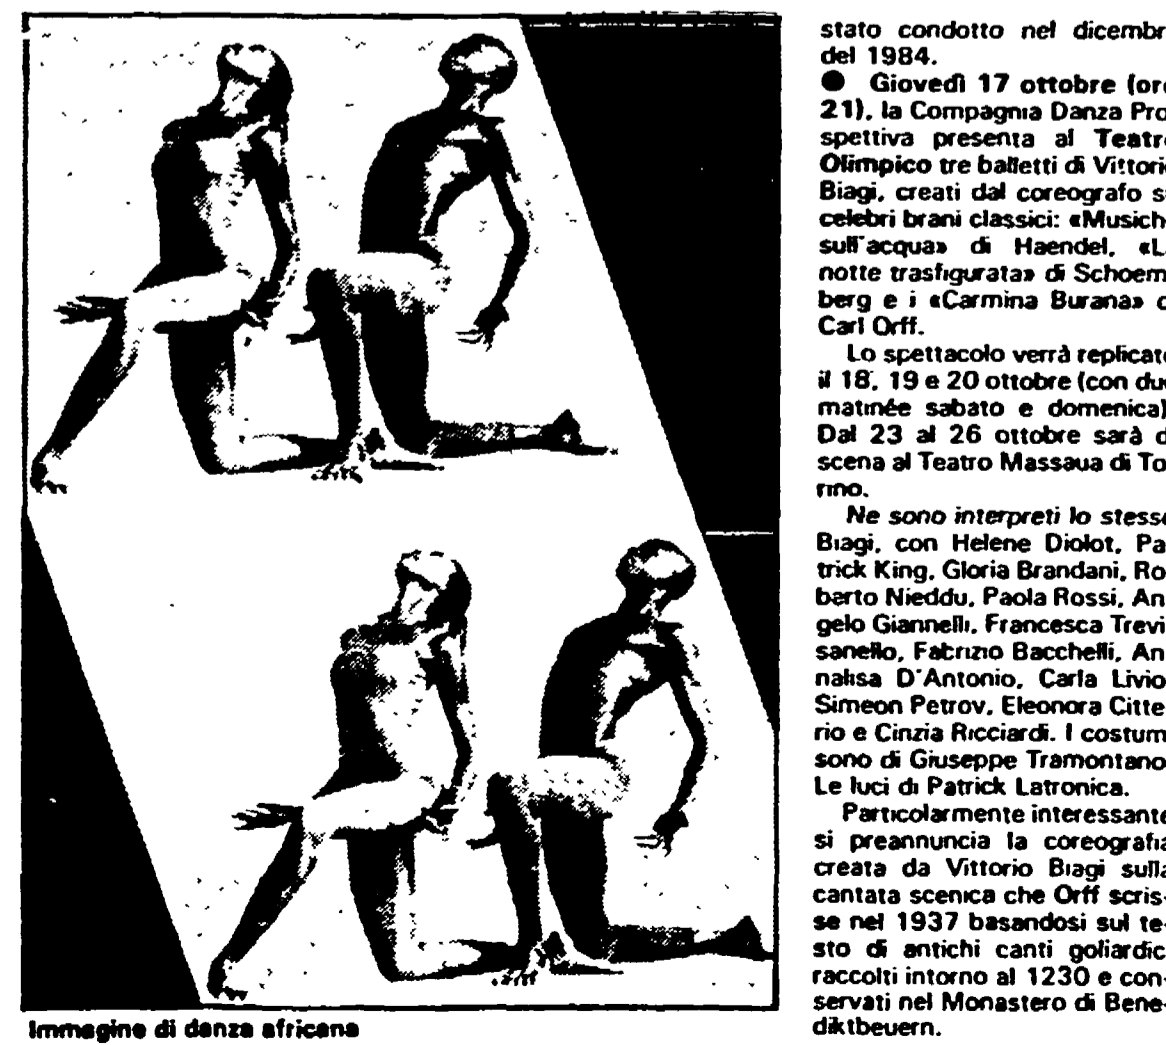 stato condotto nel dicembr
del 1984.
● Giovedì 17 ottobre (ore
21), la Compagnia Danza Pro
spettiva presenta al Teatro
Olimpico tre balletti di Vittorio
Biagi, creati dal coreografo s
celebri brani classici: «Musich
sull'acqua» di Haendel, «L
notte trasfigurata» di Schoem
berg e i «Carmina Burana» d
Carl Orff.
Lo spettacolo verrà replicato
il 18, 19 e 20 ottobre (con due
matinée sabato e domenica)
Dal 23 al 26 ottobre sarà d
scena al Teatro Massaua di To
rino.
Ne sono interpreti lo stesso
Biagi, con Helene Diolot, Pa
trick King, Gloria Brandani, Ro
berto Nieddu, Paola Rossi, An
gelo Giannelli, Francesca Trevi
sanello, Fabrizio Bacchelli, An
nalisa D'Antonio, Carla Livio,
Simeon Petrov, Eleonora Citte
rio e Cinzia Ricciardi. I costum
sono di Giuseppe Tramontano.
Le luci di Patrick Latronica.
Particolarmente interessante
si preannuncia la coreografia
creata da Vittorio Biagi sulla
cantata scenica che Orff scris-
se nel 1937 basandosi sul te-
sto di antichi canti goliardic
raccolti intorno al 1230 e con-
servati nel Monastero di Bene-
diktbeuern.
Immagine di danza africana